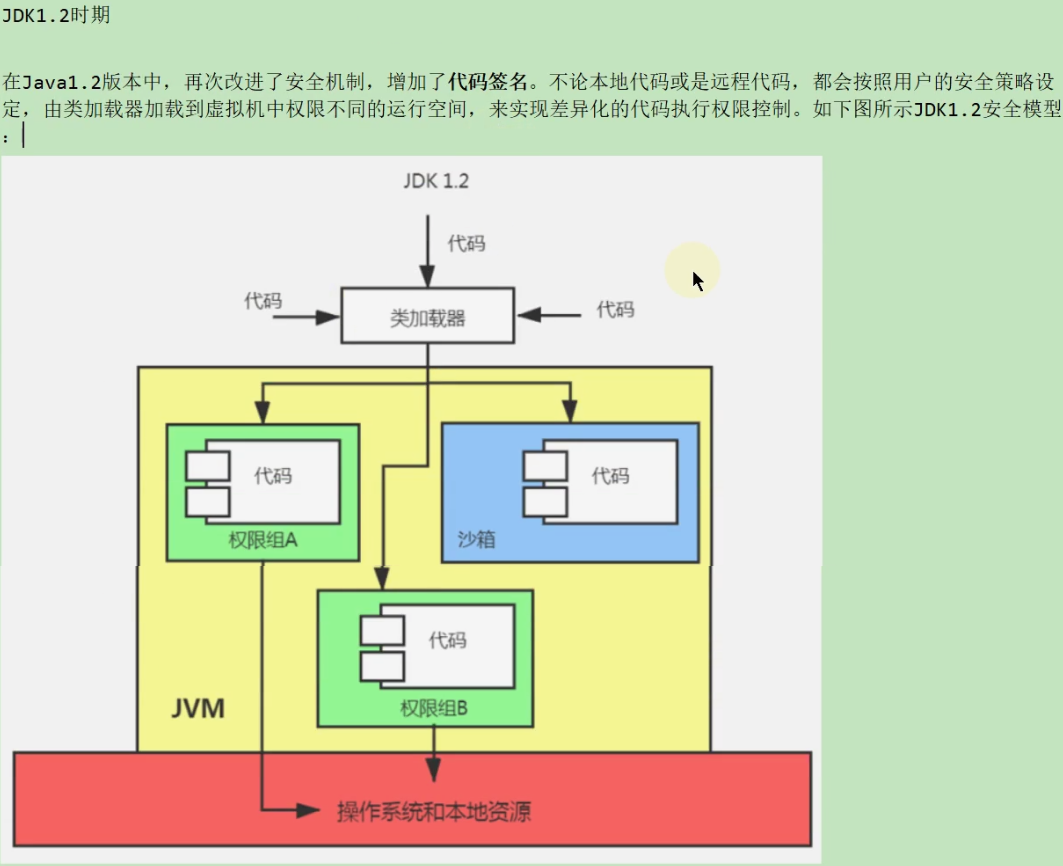 JDK1.2时期
在Java1.2版本中，再次改进了安全机制，增加了代码签名。不论本地代码或是远程代码，都会按照用户的安全策略设
定，由类加载器加载到虚拟机中权限不同的运行空间，来实现差异化的代码执行权限控制。如下图所示JDK1.2安全模型
：
JDK 1.2
代码
代码
代码
类加载器
代码
代码
权限组A
沙箱
代码
JVM
权限组B
操作系统和本地资源